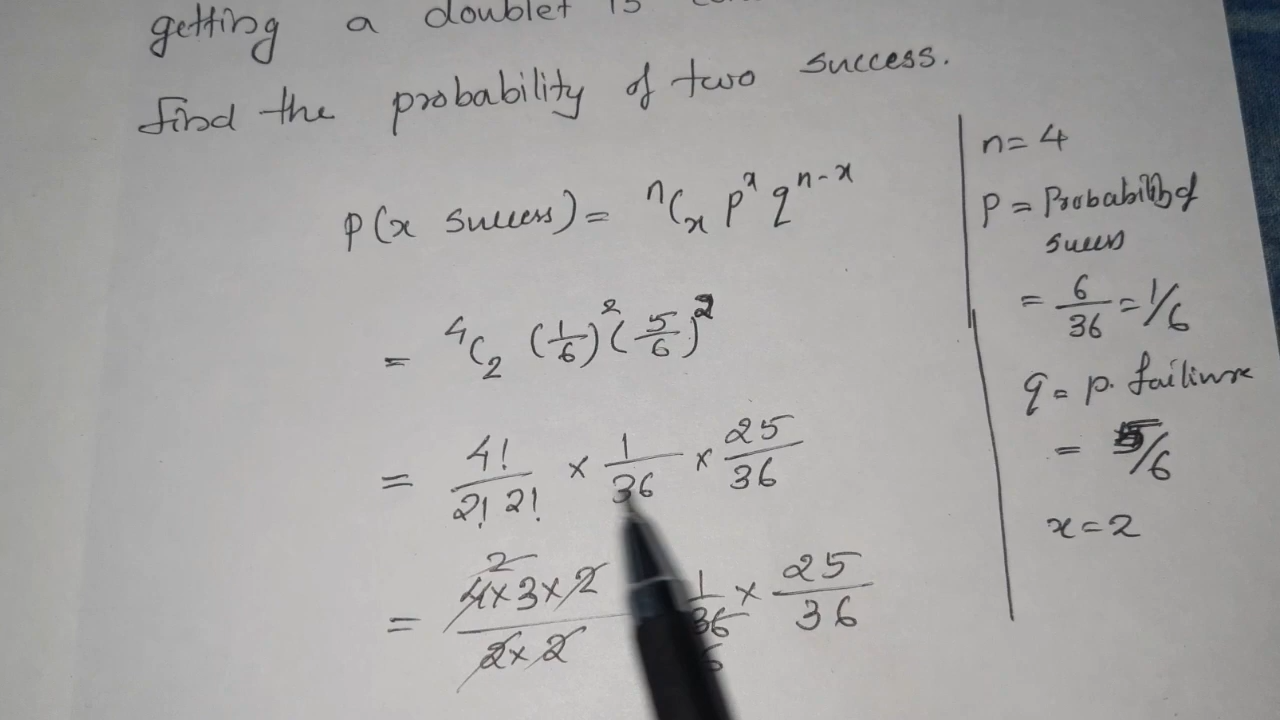 getting a doublet is
find the probability of two success.
P(x success) = ⁿCₓ pˣ qⁿ⁻ˣ
= ⁴C₂ (1/6)² (5/6)²
= 4!/(2! 2!) × 1/36 × 25/36
2
= (4×3×2)/(2×2) 1/36 × 25/36
6
n = 4
P = Probability of
success
= 6/36 = 1/6
q = p. failure
= 5/6
x = 2